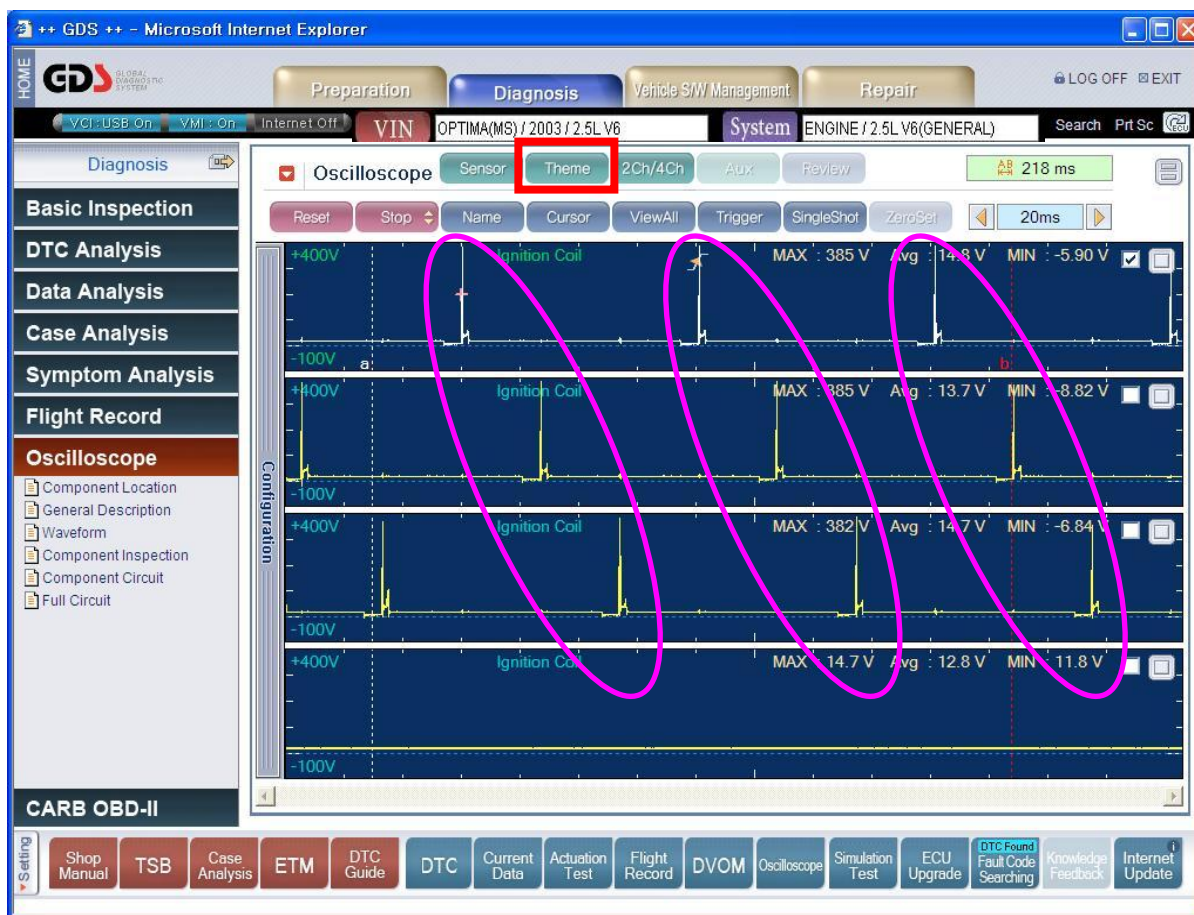 ++ GDS ++ - Microsoft Internet Explorer
HOME
GDS GLOBAL DIAGNOSTIC SYSTEM
Preparation
Diagnosis
Vehicle S/W Management
Repair
LOG OFF
EXIT
VCI : USB On
VMI : On
Internet Off
VIN
OPTIMA(MS) / 2003 / 2.5L V6
System
ENGINE / 2.5L V6(GENERAL)
Search
Prt Sc
ECU
Diagnosis
Basic Inspection
DTC Analysis
Data Analysis
Case Analysis
Symptom Analysis
Flight Record
Oscilloscope
Component Location
General Description
Waveform
Component Inspection
Component Circuit
Full Circuit
CARB OBD-II
Oscilloscope
Sensor
Theme
2Ch/4Ch
Aux
Review
AB 218 ms
Reset
Stop
Name
Cursor
ViewAll
Trigger
SingleShot
ZeroSet
20ms
Configuration
+400V Ignition Coil MAX : 385 V Avg : 14.8 V MIN : -5.90 V
-100V a b
+400V Ignition Coil MAX : 385 V Avg : 13.7 V MIN : -8.82 V
-100V
+400V Ignition Coil MAX : 382 V Avg : 14.7 V MIN : -6.84 V
-100V
+400V Ignition Coil MAX : 14.7 V Avg : 12.8 V MIN : 11.8 V
-100V
Setting
Shop Manual
TSB
Case Analysis
ETM
DTC Guide
DTC
Current Data
Actuation Test
Flight Record
DVOM
Oscilloscope
Simulation Test
ECU Upgrade
DTC Found
Fault Code Searching
Knowledge Feedback
Internet Update